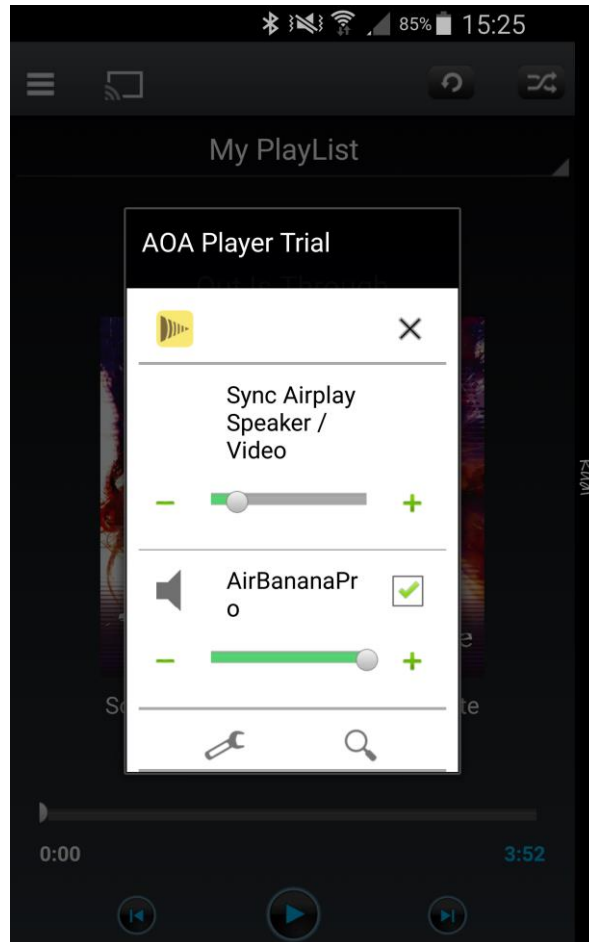 85% 15:25
My PlayList
AOA Player Trial
Sync Airplay
Speaker /
Video
AirBananaPr
o
0:00 3:52